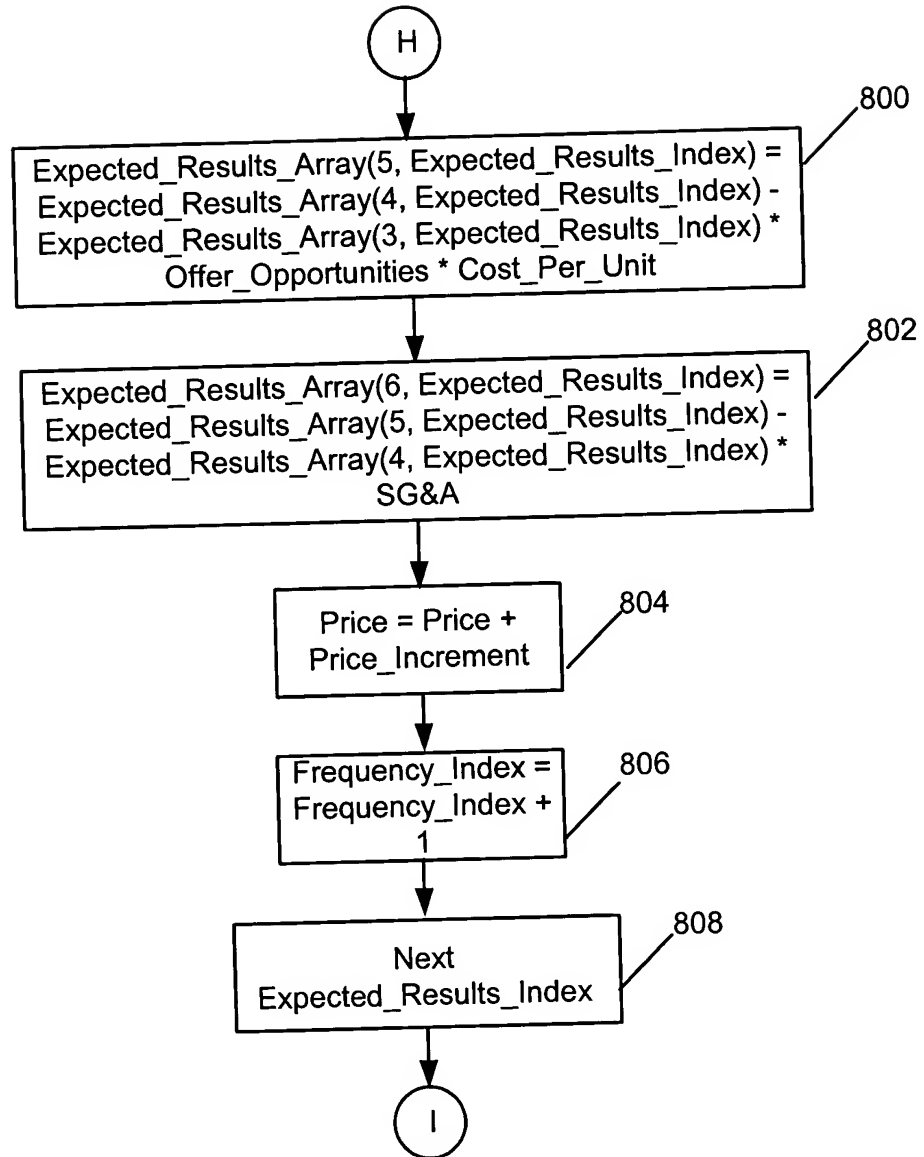 H
800
Expected_Results_Array(5, Expected_Results_Index) =
Expected_Results_Array(4, Expected_Results_Index) -
Expected_Results_Array(3, Expected_Results_Index) *
Offer_Opportunities * Cost_Per_Unit
802
Expected_Results_Array(6, Expected_Results_Index) =
Expected_Results_Array(5, Expected_Results_Index) -
Expected_Results_Array(4, Expected_Results_Index) *
SG&A
804
Price = Price +
Price_Increment
806
Frequency_Index =
Frequency_Index +
1
808
Next
Expected_Results_Index
I